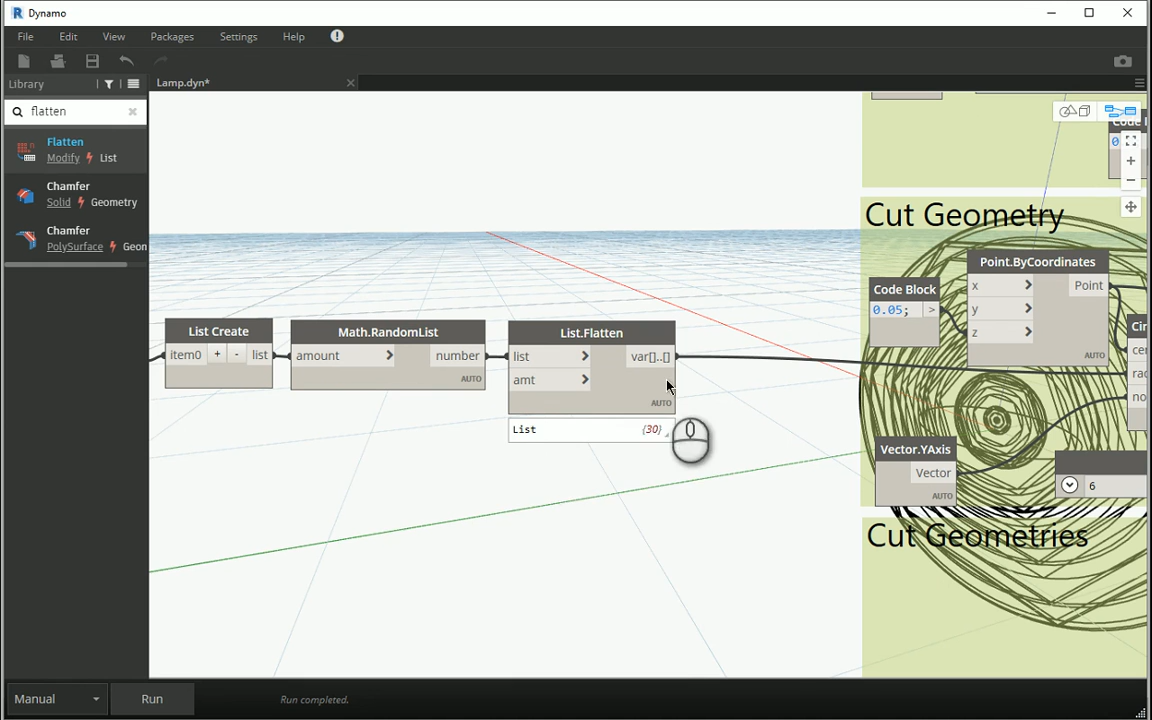 Dynamo
File Edit View Packages Settings Help
Library
Lamp.dyn*
flatten
Flatten
Modify List
Chamfer
Solid Geometry
Chamfer
PolySurface Geon
List Create
item0 + - list
Math.RandomList
amount > number
AUTO
List.Flatten
list > var[]..[]
amt >
AUTO
List {30}
Cut Geometry
Code Block
0.05; >
Point.ByCoordinates
x > Point
y >
z >
AUTO
Vector.YAxis
Vector
AUTO
6
Cut Geometries
Manual Run Run completed.